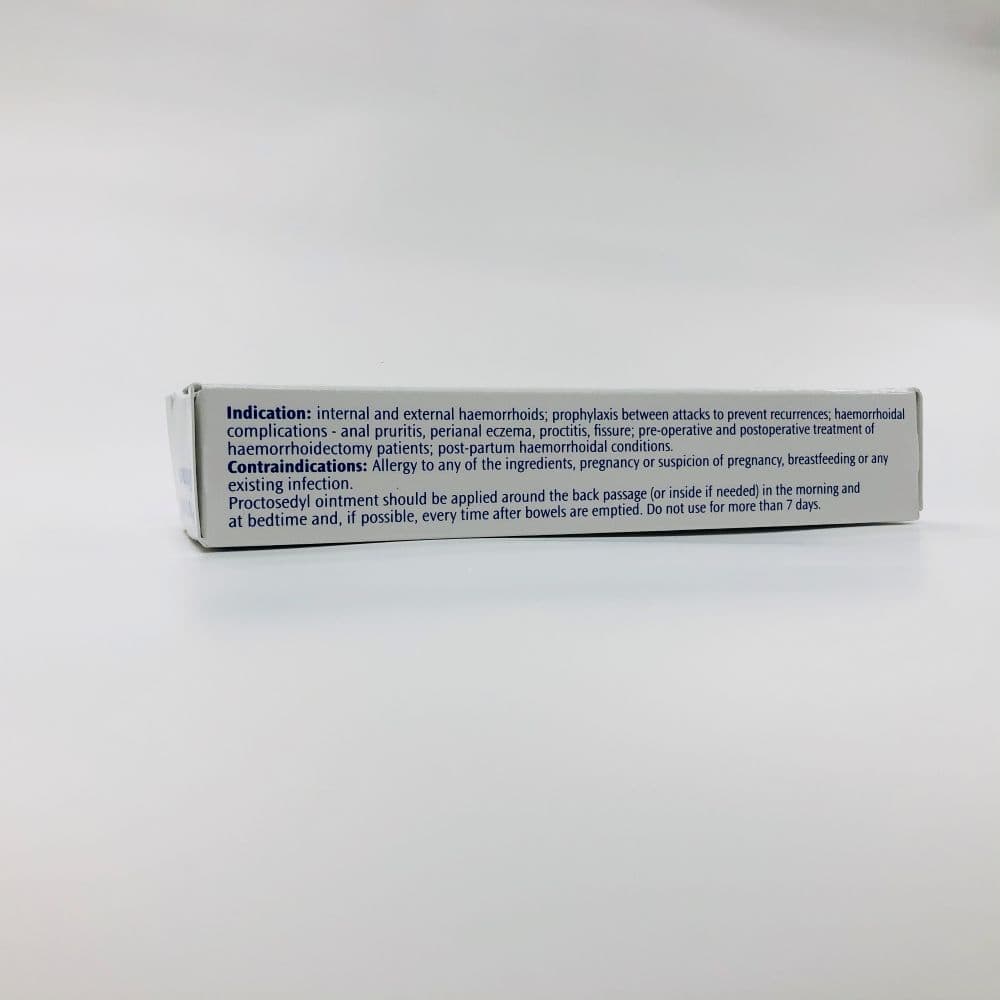 Indication: internal and external haemorrhoids; prophylaxis between attacks to prevent recurrences; haemorrhoidal
complications - anal pruritis, perianal eczema, proctitis, fissure; pre-operative and postoperative treatment of
haemorrhoidectomy patients; post-partum haemorrhoidal conditions.
Contraindications: Allergy to any of the ingredients, pregnancy or suspicion of pregnancy, breastfeeding or any
existing infection.
Proctosedyl ointment should be applied around the back passage (or inside if needed) in the morning and
at bedtime and, if possible, every time after bowels are emptied. Do not use for more than 7 days.